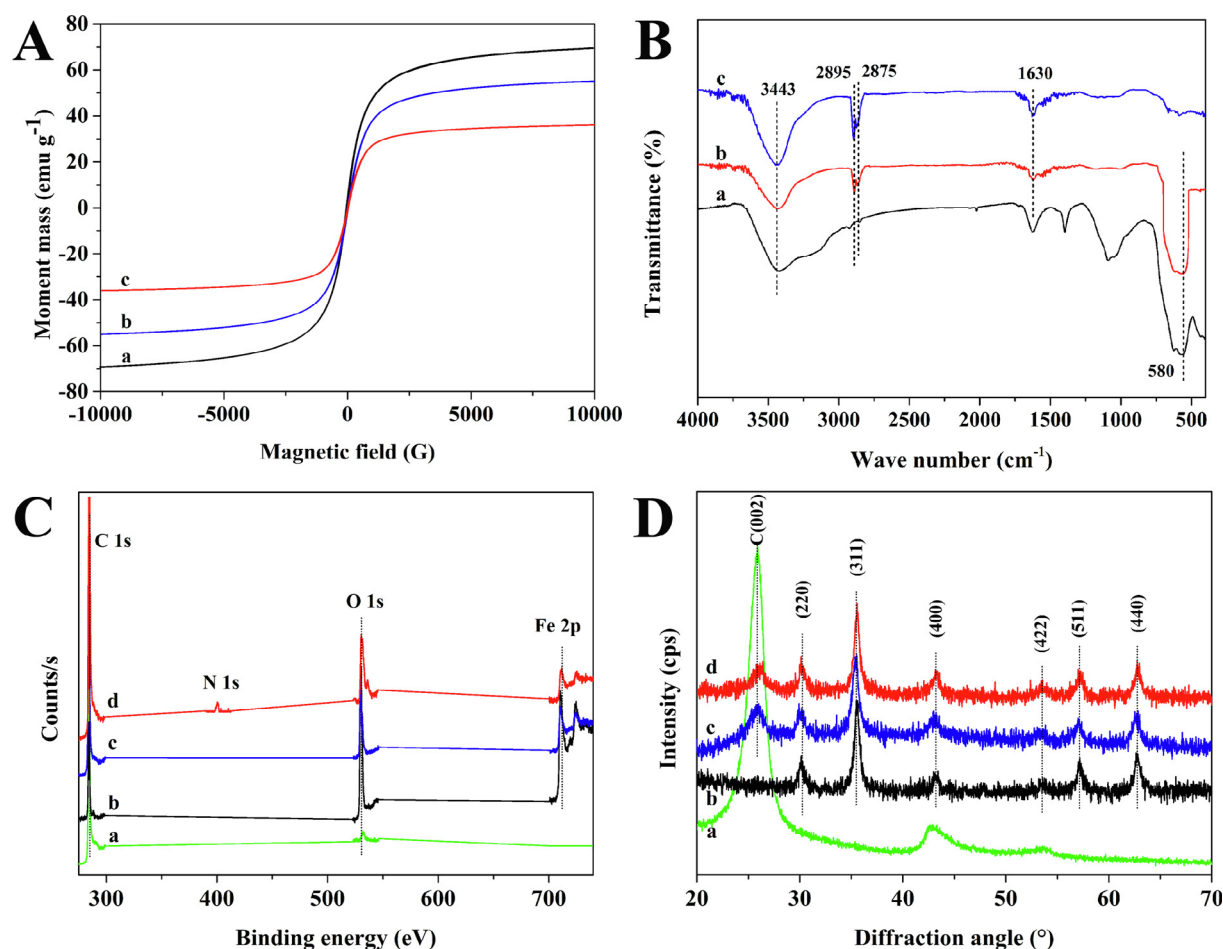 A
80
60
40
20
0
-20
-40
-60
-80
Moment mass (emu g-1)
c
b
a
-10000 -5000 0 5000 10000
Magnetic field (G)
B
c
b
a
3443
2895 2875
1630
580
Transmittance (%)
4000 3500 3000 2500 2000 1500 1000 500
Wave number (cm-1)
C
C 1s
N 1s
O 1s
Fe 2p
d
c
b
a
Counts/s
300 400 500 600 700
Binding energy (eV)
D
C(002)
(220)
(311)
(400)
(422)
(511)
(440)
d
c
b
a
Intensity (cps)
20 30 40 50 60 70
Diffraction angle (°)